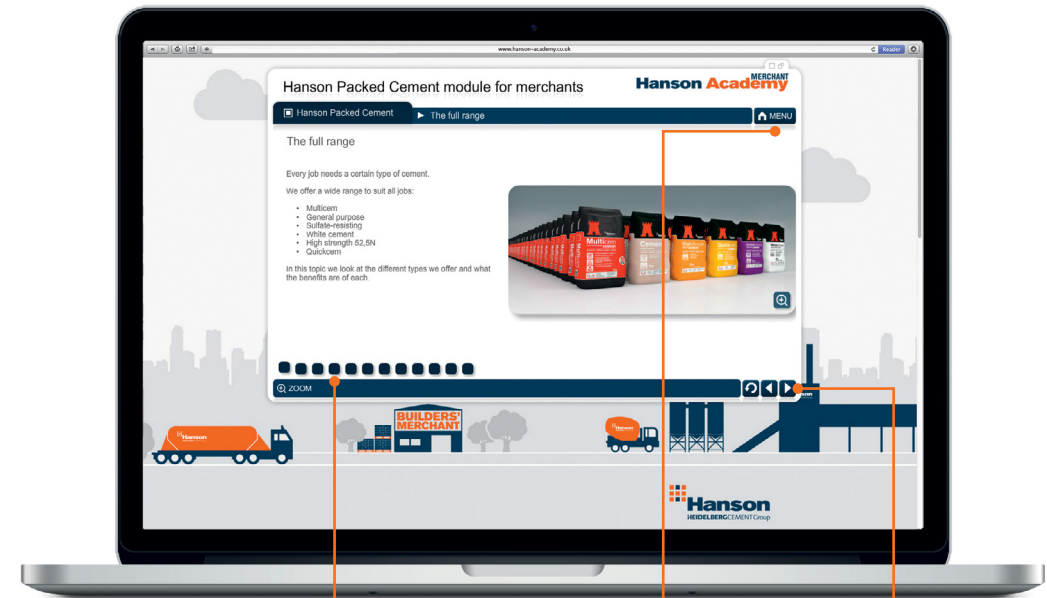 www.hanson-academy.co.uk
Reader
Hanson Packed Cement module for merchants
MERCHANT
Hanson Academy
Hanson Packed Cement
The full range
MENU
The full range
Every job needs a certain type of cement.
We offer a wide range to suit all jobs:
• Multicem
• General purpose
• Sulfate-resisting
• White cement
• High strength 52,5N
• Quickcem
In this topic we look at the different types we offer and what
the benefits are of each.
Multicem
Cement
ZOOM
BUILDERS'
MERCHANT
Hanson
Hanson
Hanson
HEIDELBERGCEMENT Group